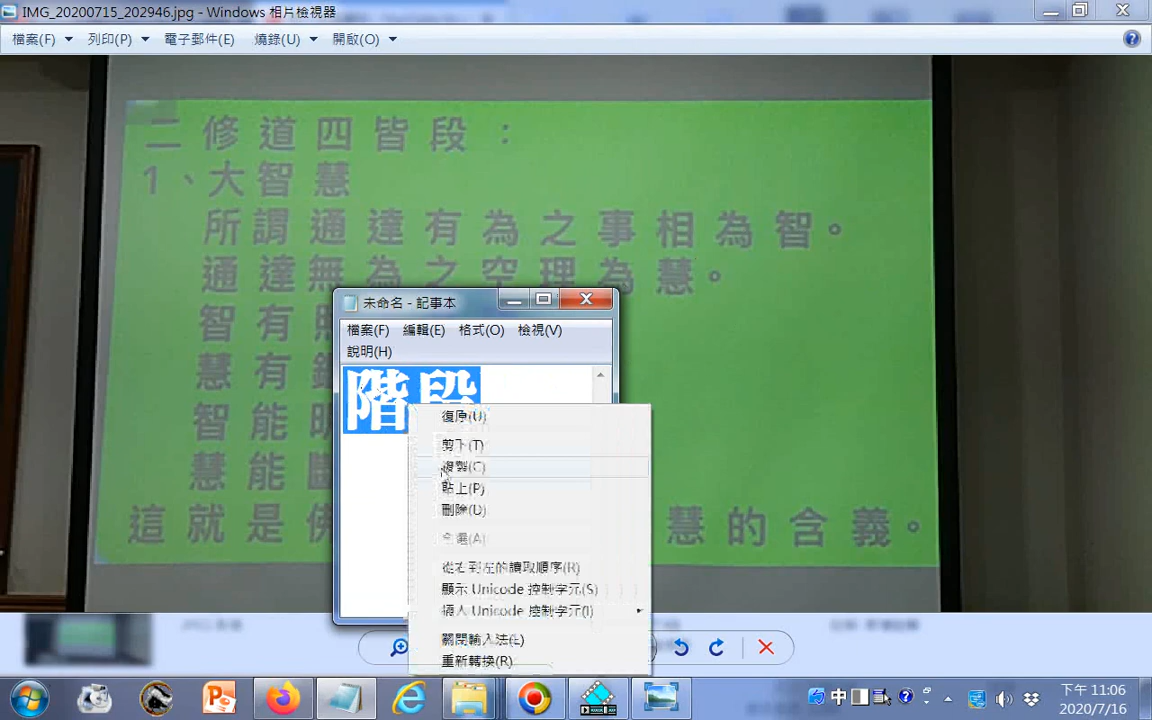 IMG_20200715_202946.jpg - Windows 相片檢視器
檔案(F) 列印(P) 電子郵件(E) 燒錄(U) 開啟(O)
二修道四皆段：
1、大智慧
所謂通達有為之事相為智。
通達無為之空理為慧。
智有
慧有
智能
慧能
這就是 慧的含義。
未命名 - 記事本
檔案(F) 編輯(E) 格式(O) 檢視(V)
說明(H)
階段
復原(U)
剪下(T)
複製(C)
貼上(P)
刪除(D)
全選(A)
從右到左的讀取順序(R)
顯示 Unicode 控制字元(S)
插入 Unicode 控制字元(I)
關閉輸入法(L)
重新轉換(R)
中
下午 11:06
2020/7/16